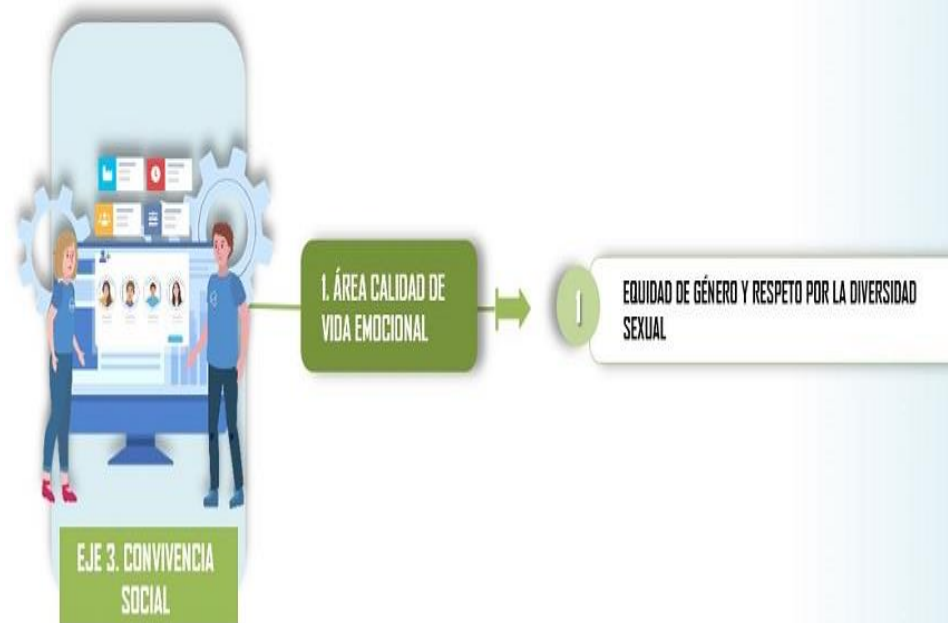 1. ÁREA CALIDAD DE
VIDA EMOCIONAL
1
EQUIDAD DE GÉNERO Y RESPETO POR LA DIVERSIDAD
SEXUAL
EJE 3. CONVIVENCIA
SOCIAL